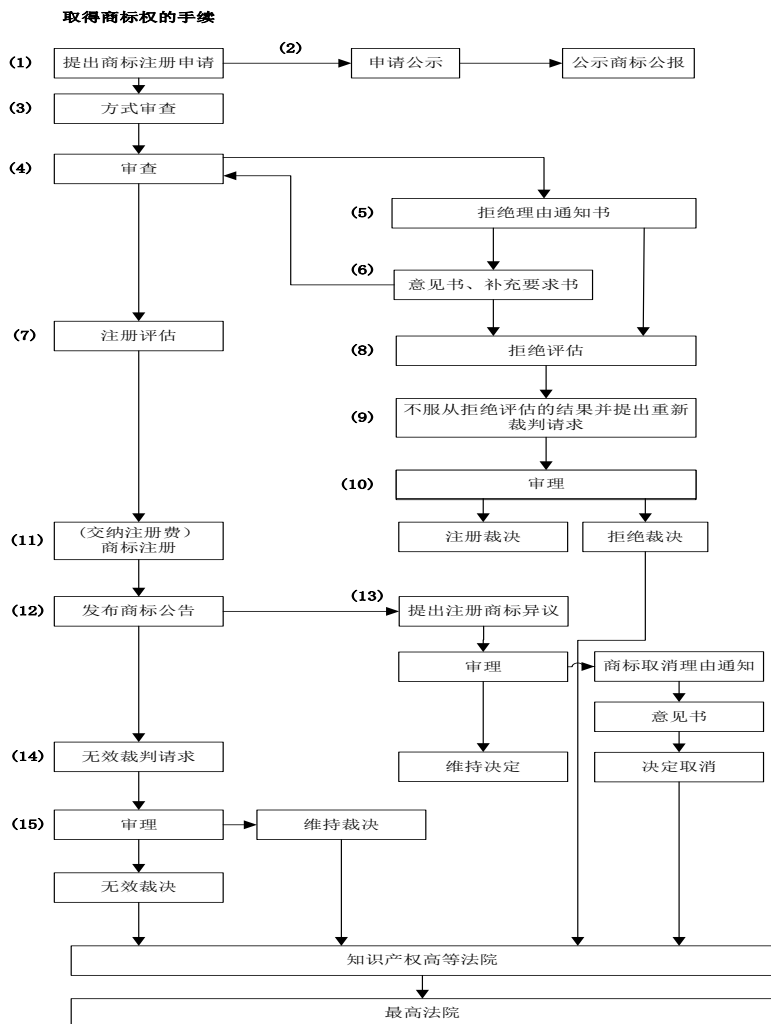 取得商标权的手续
(1) 提出商标注册申请
(2)
申请公示
公示商标公报
(3) 方式审查
(4) 审查
(5) 拒绝理由通知书
(6) 意见书、补充要求书
(7) 注册评估
(8) 拒绝评估
(9) 不服从拒绝评估的结果并提出重新
裁判请求
(10) 审理
注册裁决
拒绝裁决
(11) (交纳注册费)
商标注册
(12) 发布商标公告
(13) 提出注册商标异议
审理
商标取消理由通知
意见书
维持决定
决定取消
(14) 无效裁判请求
(15) 审理
维持裁决
无效裁决
知识产权高等法院
最高法院